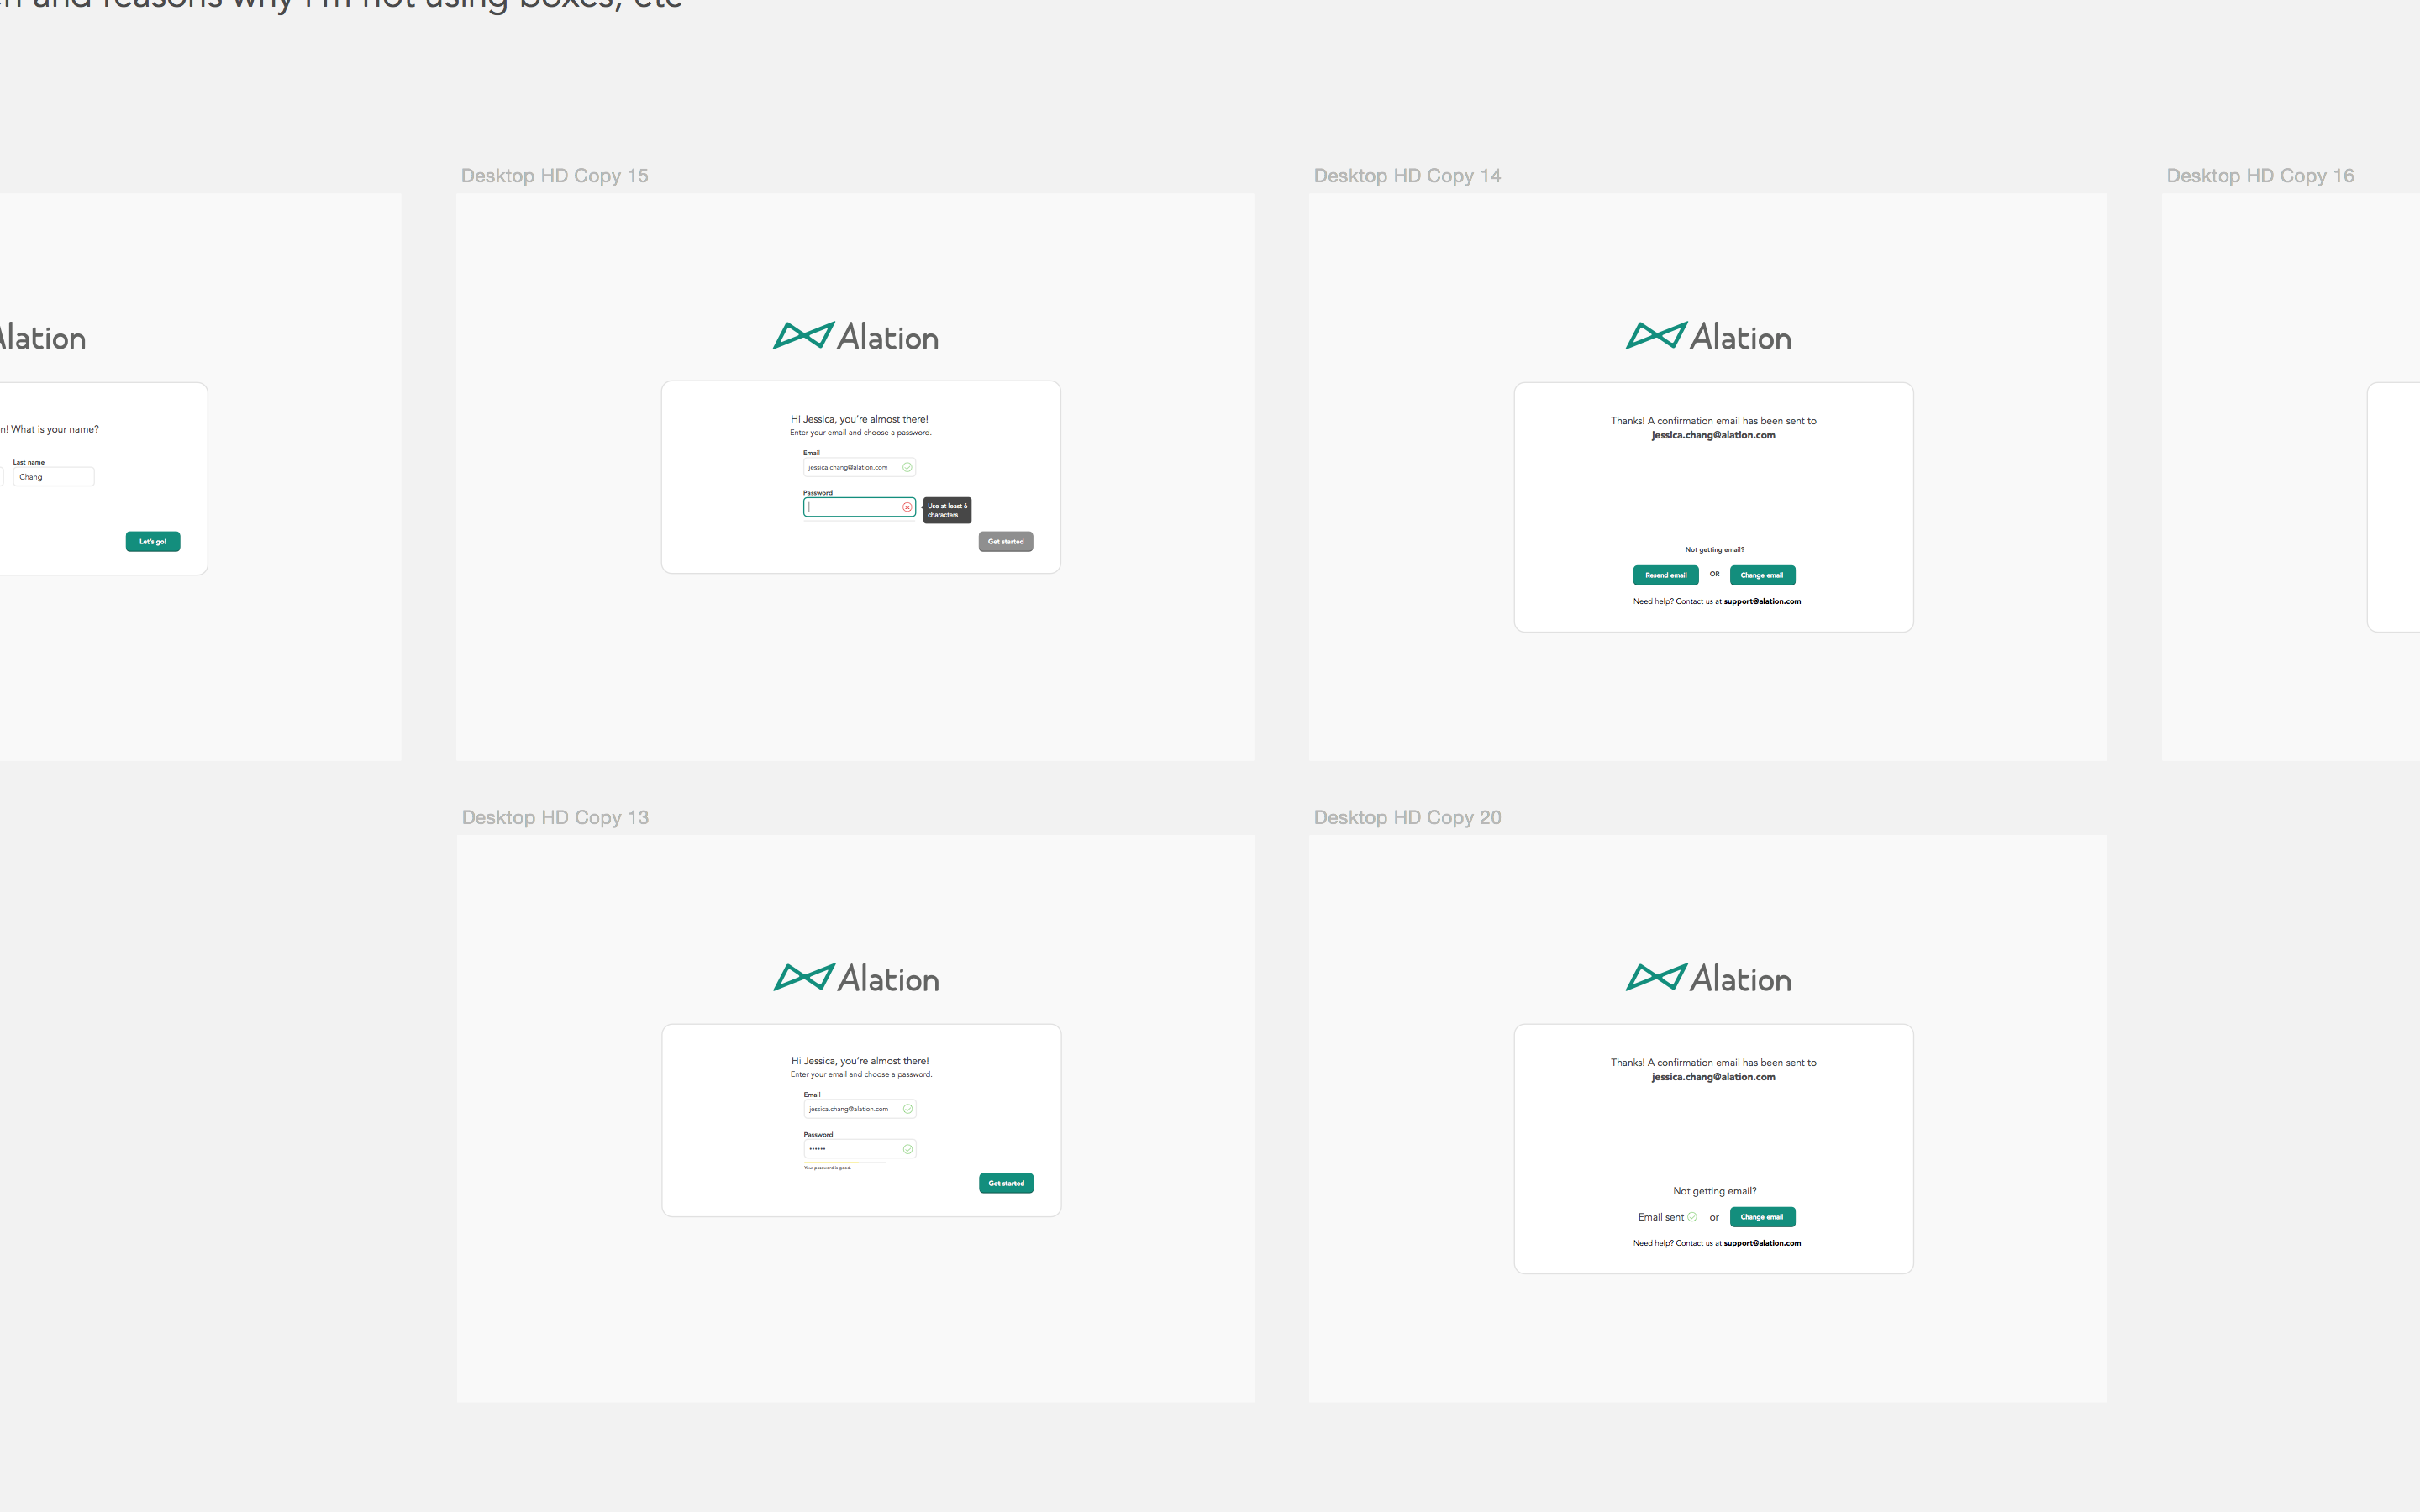 and reasons why I'm not using boxes, etc
Desktop HD Copy 15
Desktop HD Copy 14
Desktop HD Copy 16
Alation
n! What is your name?
Last name
Chang
Let's go!
Alation
Hi Jessica, you're almost there!
Enter your email and choose a password.
Email
jessica.chang@alation.com
Password
Use at least 6
characters
Get started
Alation
Thanks! A confirmation email has been sent to
jessica.chang@alation.com
Not getting email?
Resend email OR Change email
Need help? Contact us at support@alation.com
Desktop HD Copy 13
Desktop HD Copy 20
Alation
Hi Jessica, you're almost there!
Enter your email and choose a password.
Email
jessica.chang@alation.com
Password
••••••
Your password is good.
Get started
Alation
Thanks! A confirmation email has been sent to
jessica.chang@alation.com
Not getting email?
Email sent or Change email
Need help? Contact us at support@alation.com